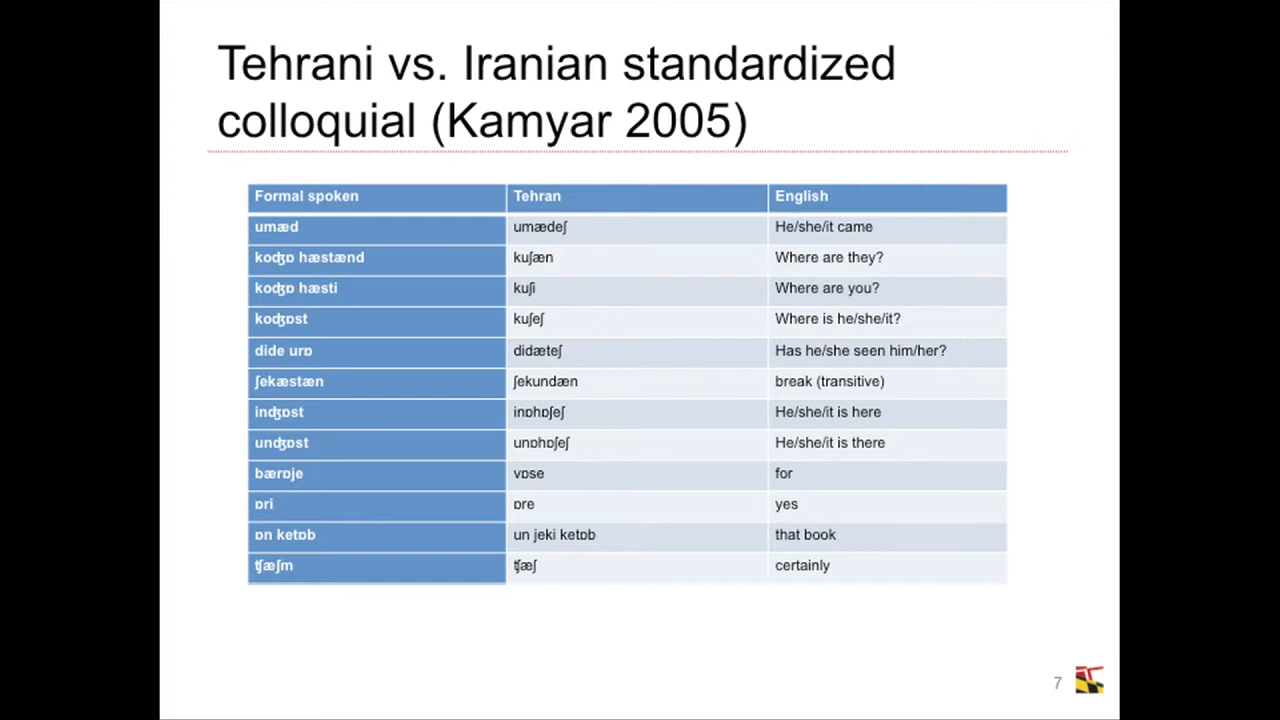 Tehrani vs. Iranian standardized
colloquial (Kamyar 2005)
Formal spoken Tehran English
umæd umædeʃ He/she/it came
koʤɒ hæstænd kuʃæn Where are they?
koʤɒ hæsti kuʃi Where are you?
koʤɒst kuʃeʃ Where is he/she/it?
dide urɒ didæteʃ Has he/she seen him/her?
ʃekæstæn ʃekundæn break (transitive)
inʤɒst inɒhɒʃeʃ He/she/it is here
unʤɒst unɒhɒʃeʃ He/she/it is there
bærɒje vɒse for
ɒri ɒre yes
ɒn ketɒb un jeki ketɒb that book
ʧæʃm ʧæʃ certainly
7